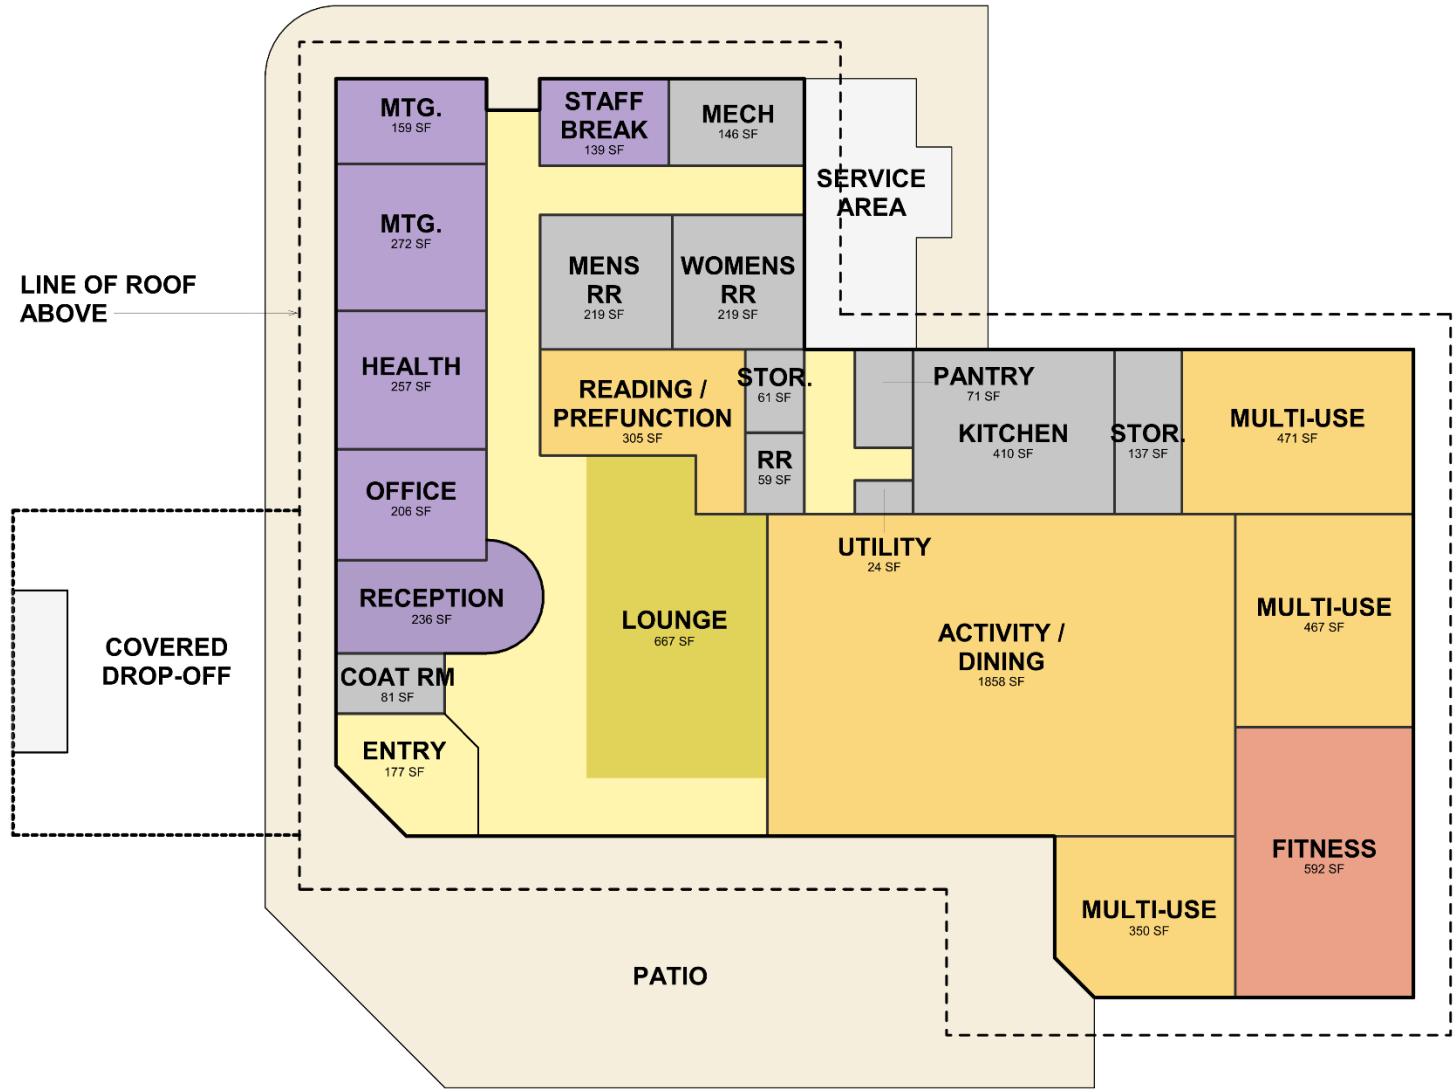 MTG.
159 SF
STAFF
BREAK
139 SF
MECH
146 SF
SERVICE
AREA
MTG.
272 SF
MENS
RR
219 SF
WOMENS
RR
219 SF
LINE OF ROOF
ABOVE
HEALTH
257 SF
READING /
PREFUNCTION
305 SF
STOR.
61 SF
PANTRY
71 SF
KITCHEN
410 SF
STOR.
137 SF
MULTI-USE
471 SF
RR
59 SF
OFFICE
206 SF
UTILITY
24 SF
RECEPTION
236 SF
LOUNGE
667 SF
ACTIVITY /
DINING
1858 SF
MULTI-USE
467 SF
COVERED
DROP-OFF
COAT RM
81 SF
ENTRY
177 SF
FITNESS
592 SF
MULTI-USE
350 SF
PATIO